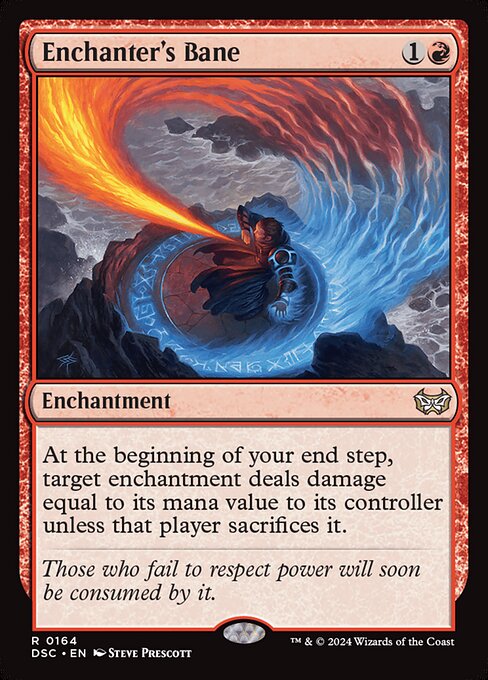 Enchanter's Bane 1
Enchantment
At the beginning of your end step,
target enchantment deals damage
equal to its mana value to its controller
unless that player sacrifices it.
Those who fail to respect power will soon
be consumed by it.
R 0164
DSC • EN Steve Prescott
™ & © 2024 Wizards of the Coast